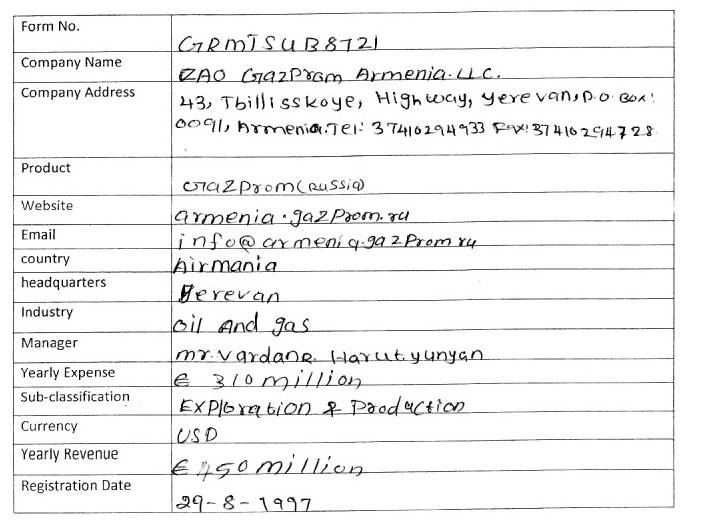 Form No.
GRMTSUB8721
Company Name
ZAO GazPram Armenia. LLC.
Company Address
43, Tbillisskoye, Highway, yerevan, P.O. Box:
0091, Armenia. Tel: 37410294933 Fax: 37410294728.
Product
GaZprom (Russia)
Website
armenia.gazProm.ru
Email
info@armenia.gazProm ru
country
Airmania
headquarters
Yerevan
Industry
Oil And gas
Manager
mr. Vardane. Harutyunyan
Yearly Expense
€ 310 million
Sub-classification
Exploration & Production
Currency
USD
Yearly Revenue
€ 450 million
Registration Date
29-8-1997